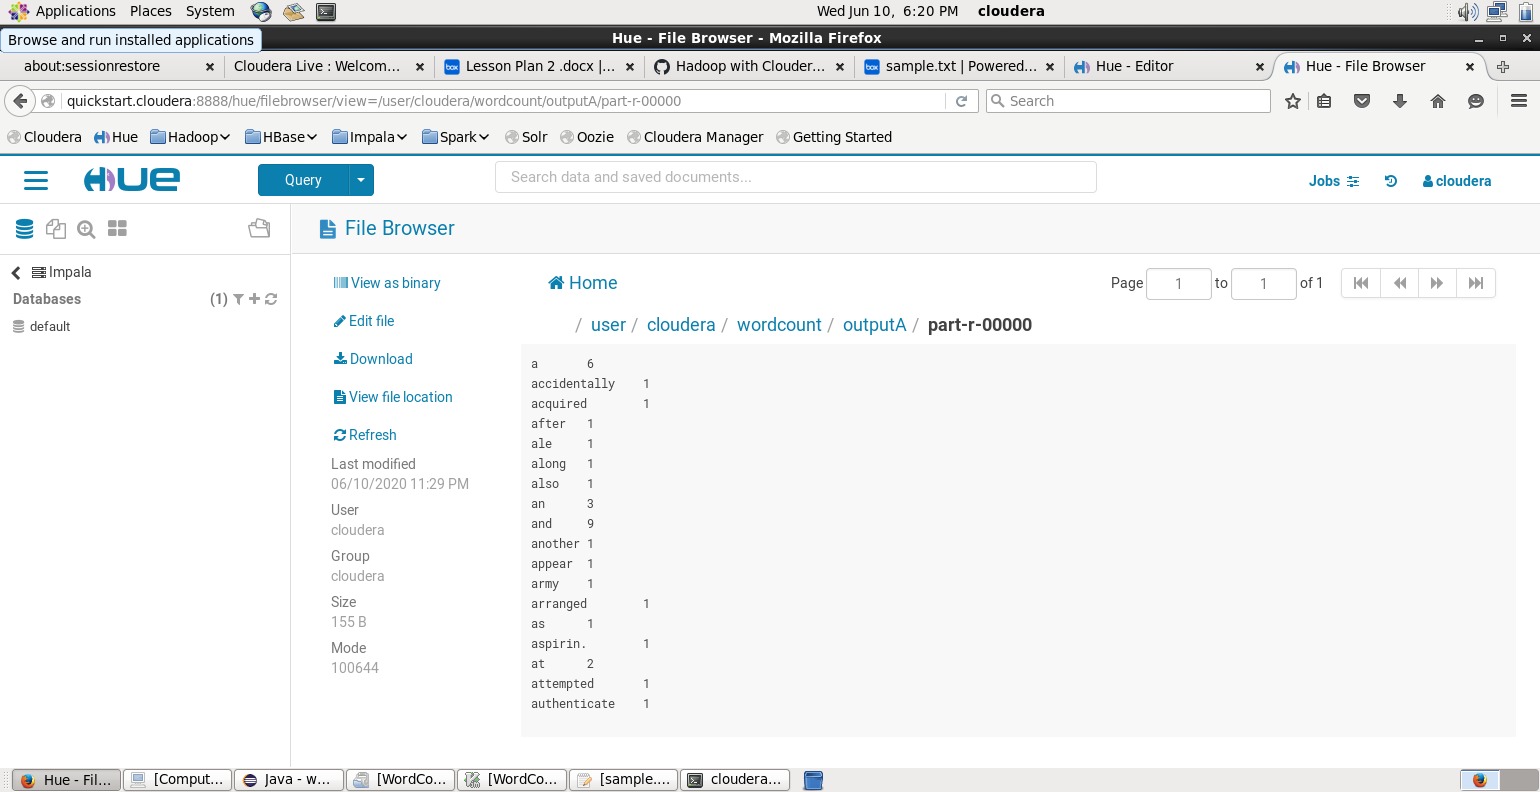 Applications Places System Wed Jun 10, 6:20 PM cloudera
Browse and run installed applications Hue - File Browser - Mozilla Firefox
about:sessionrestore Cloudera Live : Welcom... box Lesson Plan 2 .docx |... Hadoop with Clouder... box sample.txt | Powered... Hue - Editor Hue - File Browser
quickstart.cloudera:8888/hue/filebrowser/view=/user/cloudera/wordcount/outputA/part-r-00000 Search
Cloudera Hue Hadoop HBase Impala Spark Solr Oozie Cloudera Manager Getting Started
HUE Query Search data and saved documents... Jobs cloudera
File Browser
Impala
Databases (1)
default
View as binary
Edit file
Download
View file location
Refresh
Last modified
06/10/2020 11:29 PM
User
cloudera
Group
cloudera
Size
155 B
Mode
100644
Home Page 1 to 1 of 1
/ user / cloudera / wordcount / outputA / part-r-00000
a 6
accidentally 1
acquired 1
after 1
ale 1
along 1
also 1
an 3
and 9
another 1
appear 1
army 1
arranged 1
as 1
aspirin. 1
at 2
attempted 1
authenticate 1
Hue - Fil... [Comput... Java - w... [WordCo... [WordCo... [sample.... cloudera...